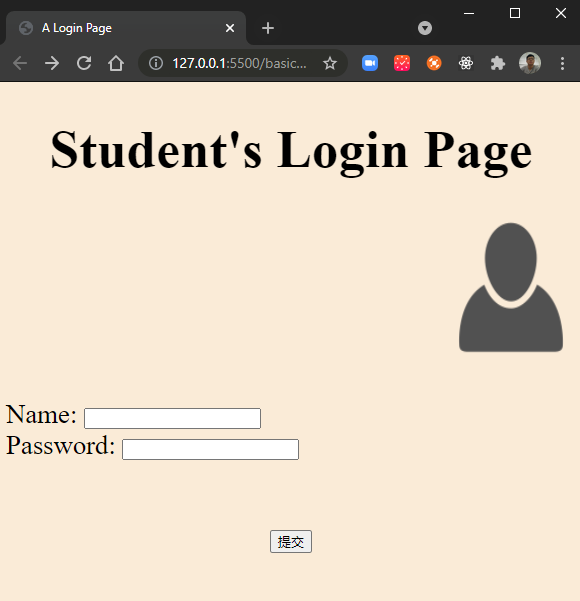 A Login Page
127.0.0.1:5500/basic...
Student's Login Page
Name:
Password:
提交